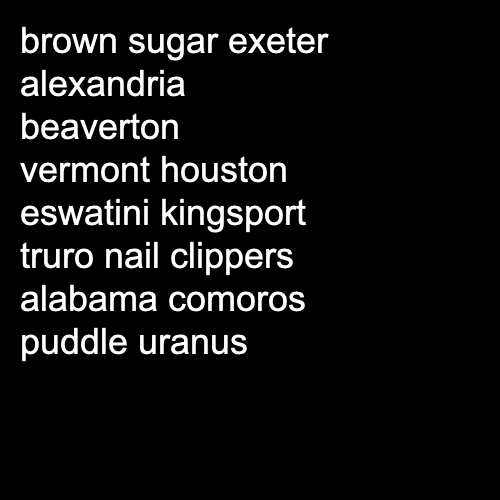 brown sugar exeter
alexandria
beaverton
vermont houston
eswatini kingsport
truro nail clippers
alabama comoros
puddle uranus